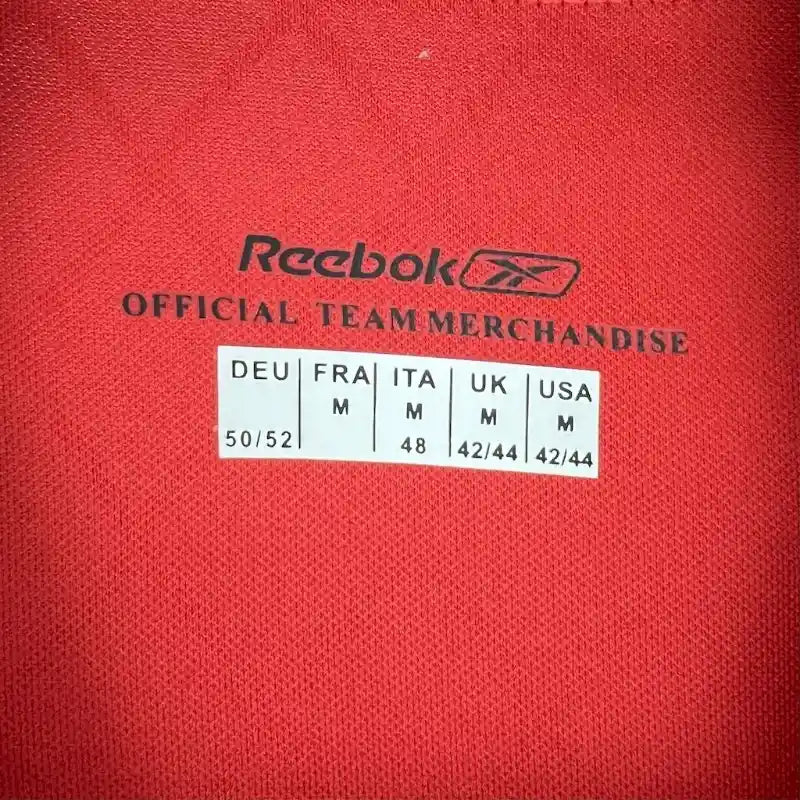 Reebok
OFFICIAL TEAM MERCHANDISE
DEU FRA ITA UK USA
M M M M
50/52 48 42/44 42/44